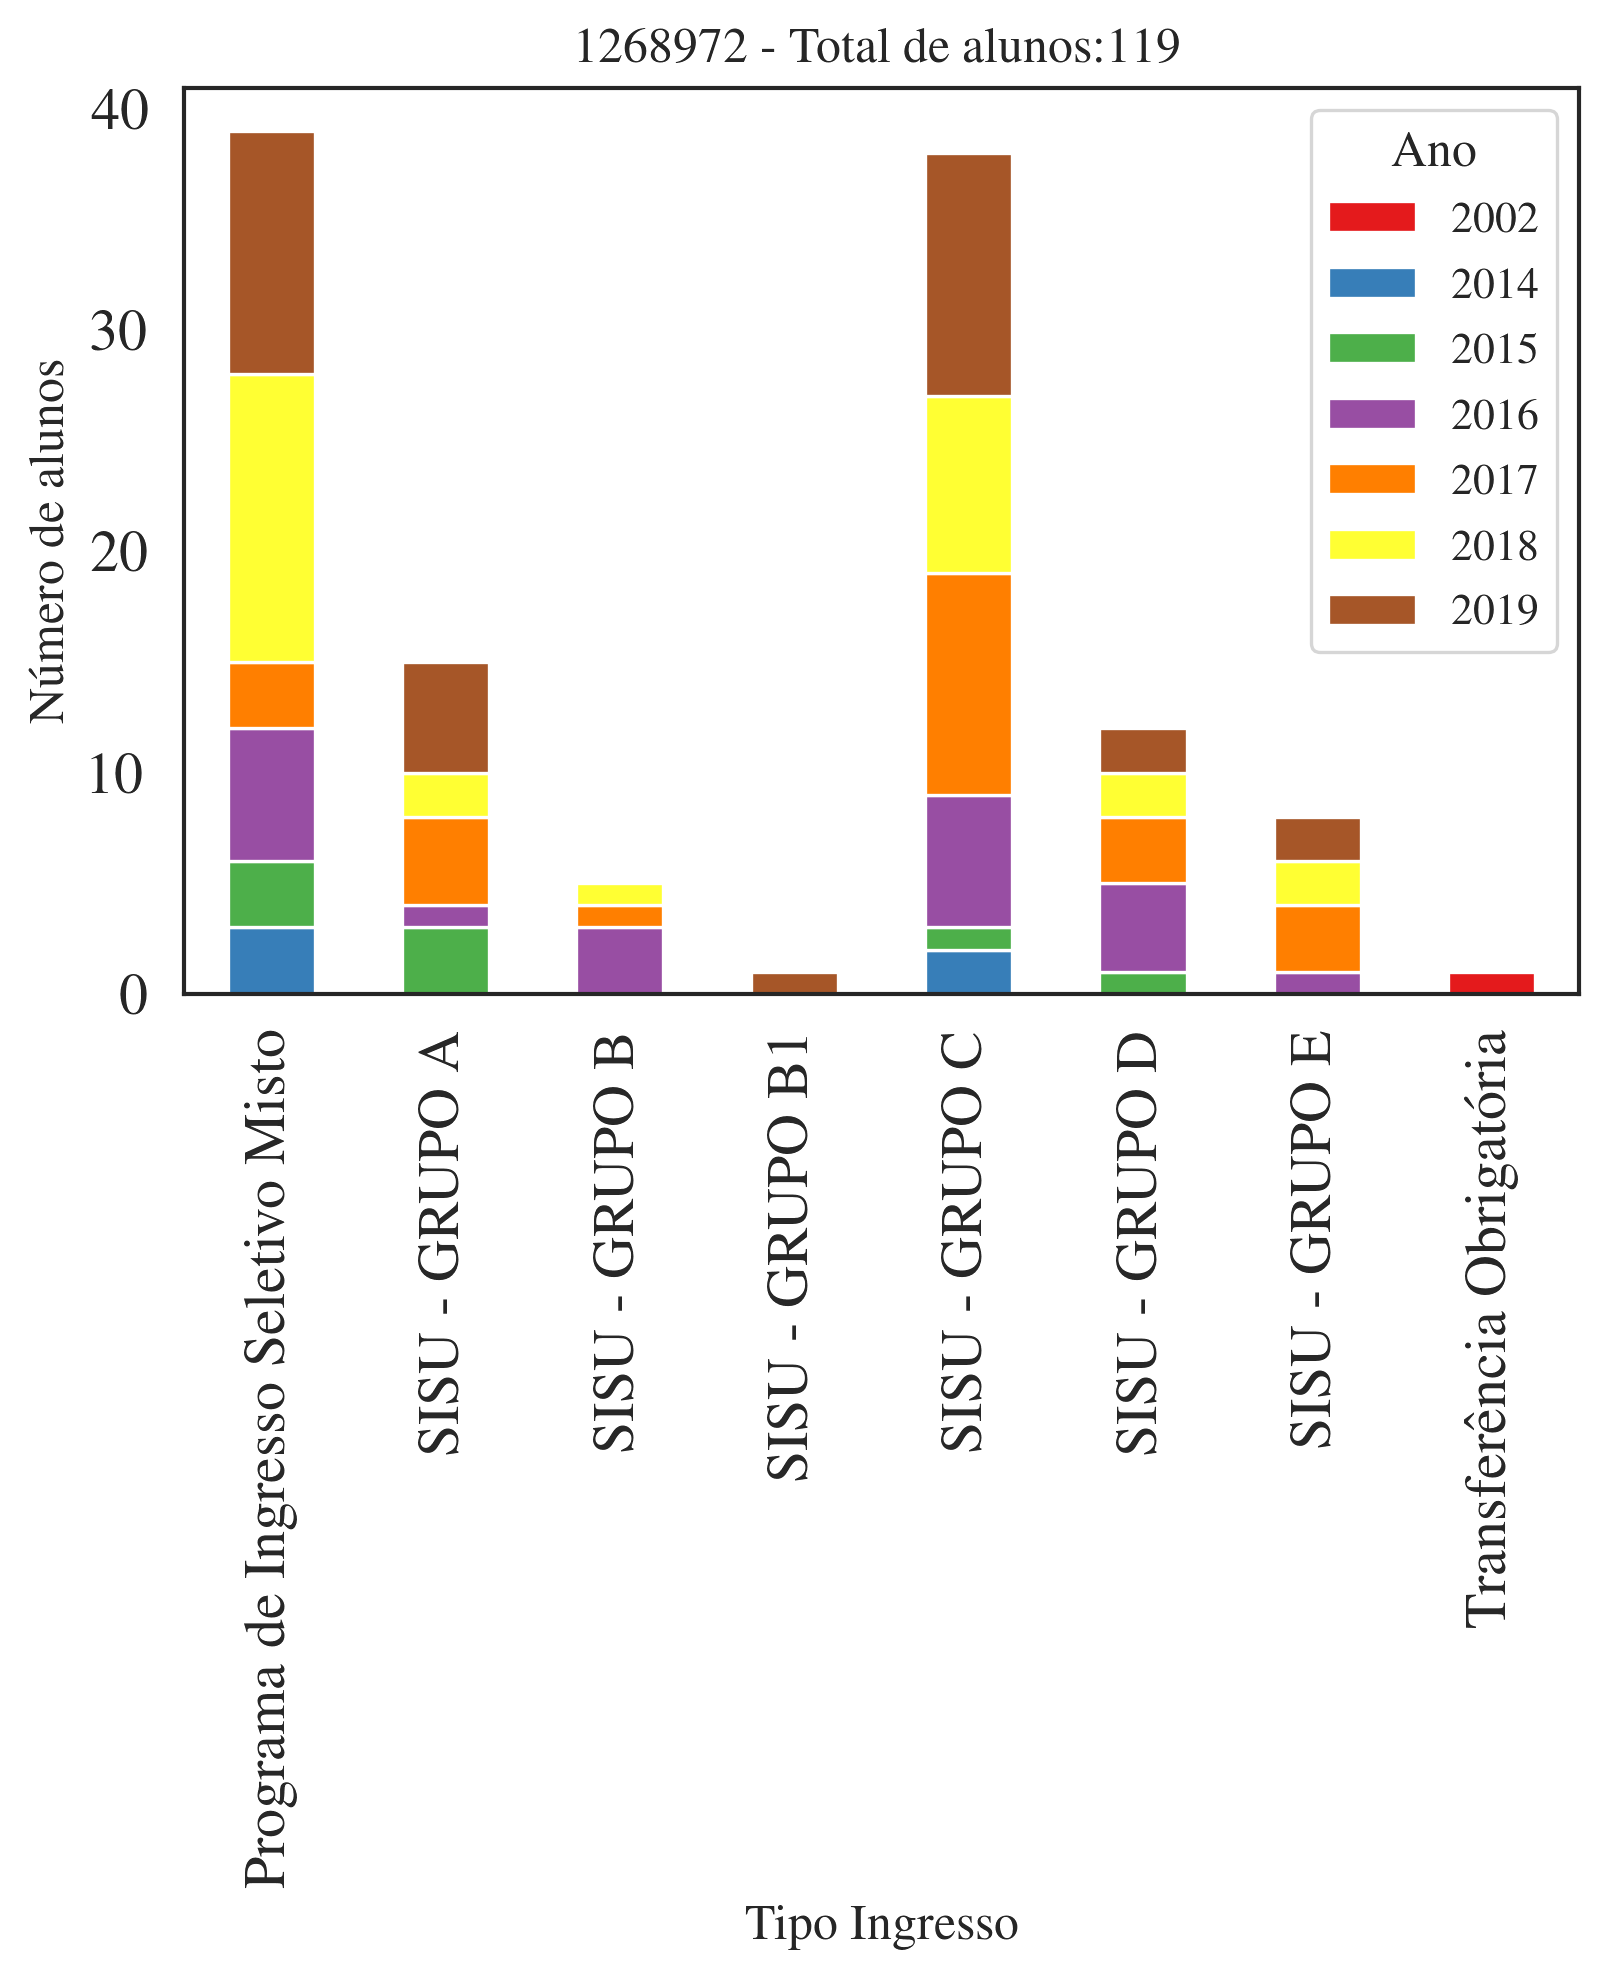 1268972 - Total de alunos:119
40
30
20
10
0
Número de alunos
Ano
2002
2014
2015
2016
2017
2018
2019
Programa de Ingresso Seletivo Misto
SISU - GRUPO A
SISU - GRUPO B
SISU - GRUPO B1
SISU - GRUPO C
SISU - GRUPO D
SISU - GRUPO E
Transferência Obrigatória
Tipo Ingresso